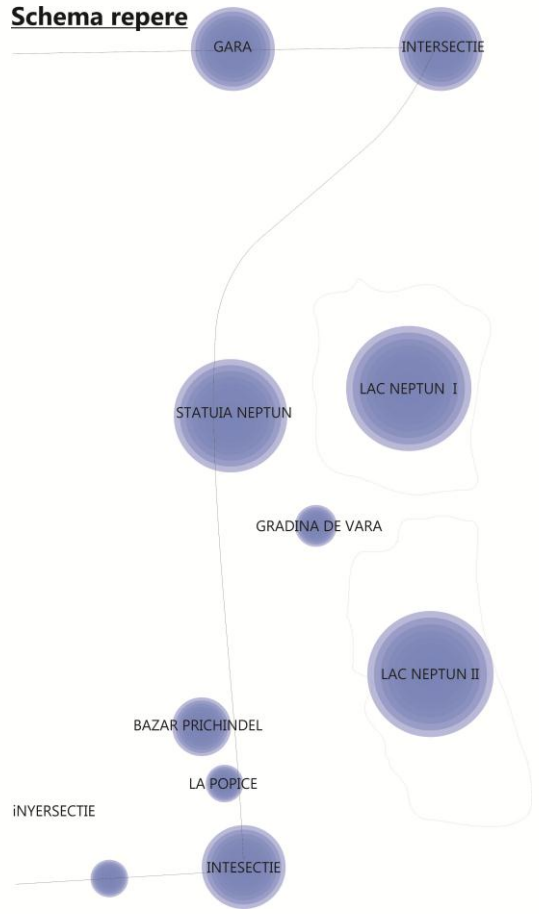 Schema repere
GARA
INTERSECTIE
LAC NEPTUN I
STATUIA NEPTUN
GRADINA DE VARA
LAC NEPTUN II
BAZAR PRICHINDEL
LA POPICE
iNYERSECTIE
INTESECTIE